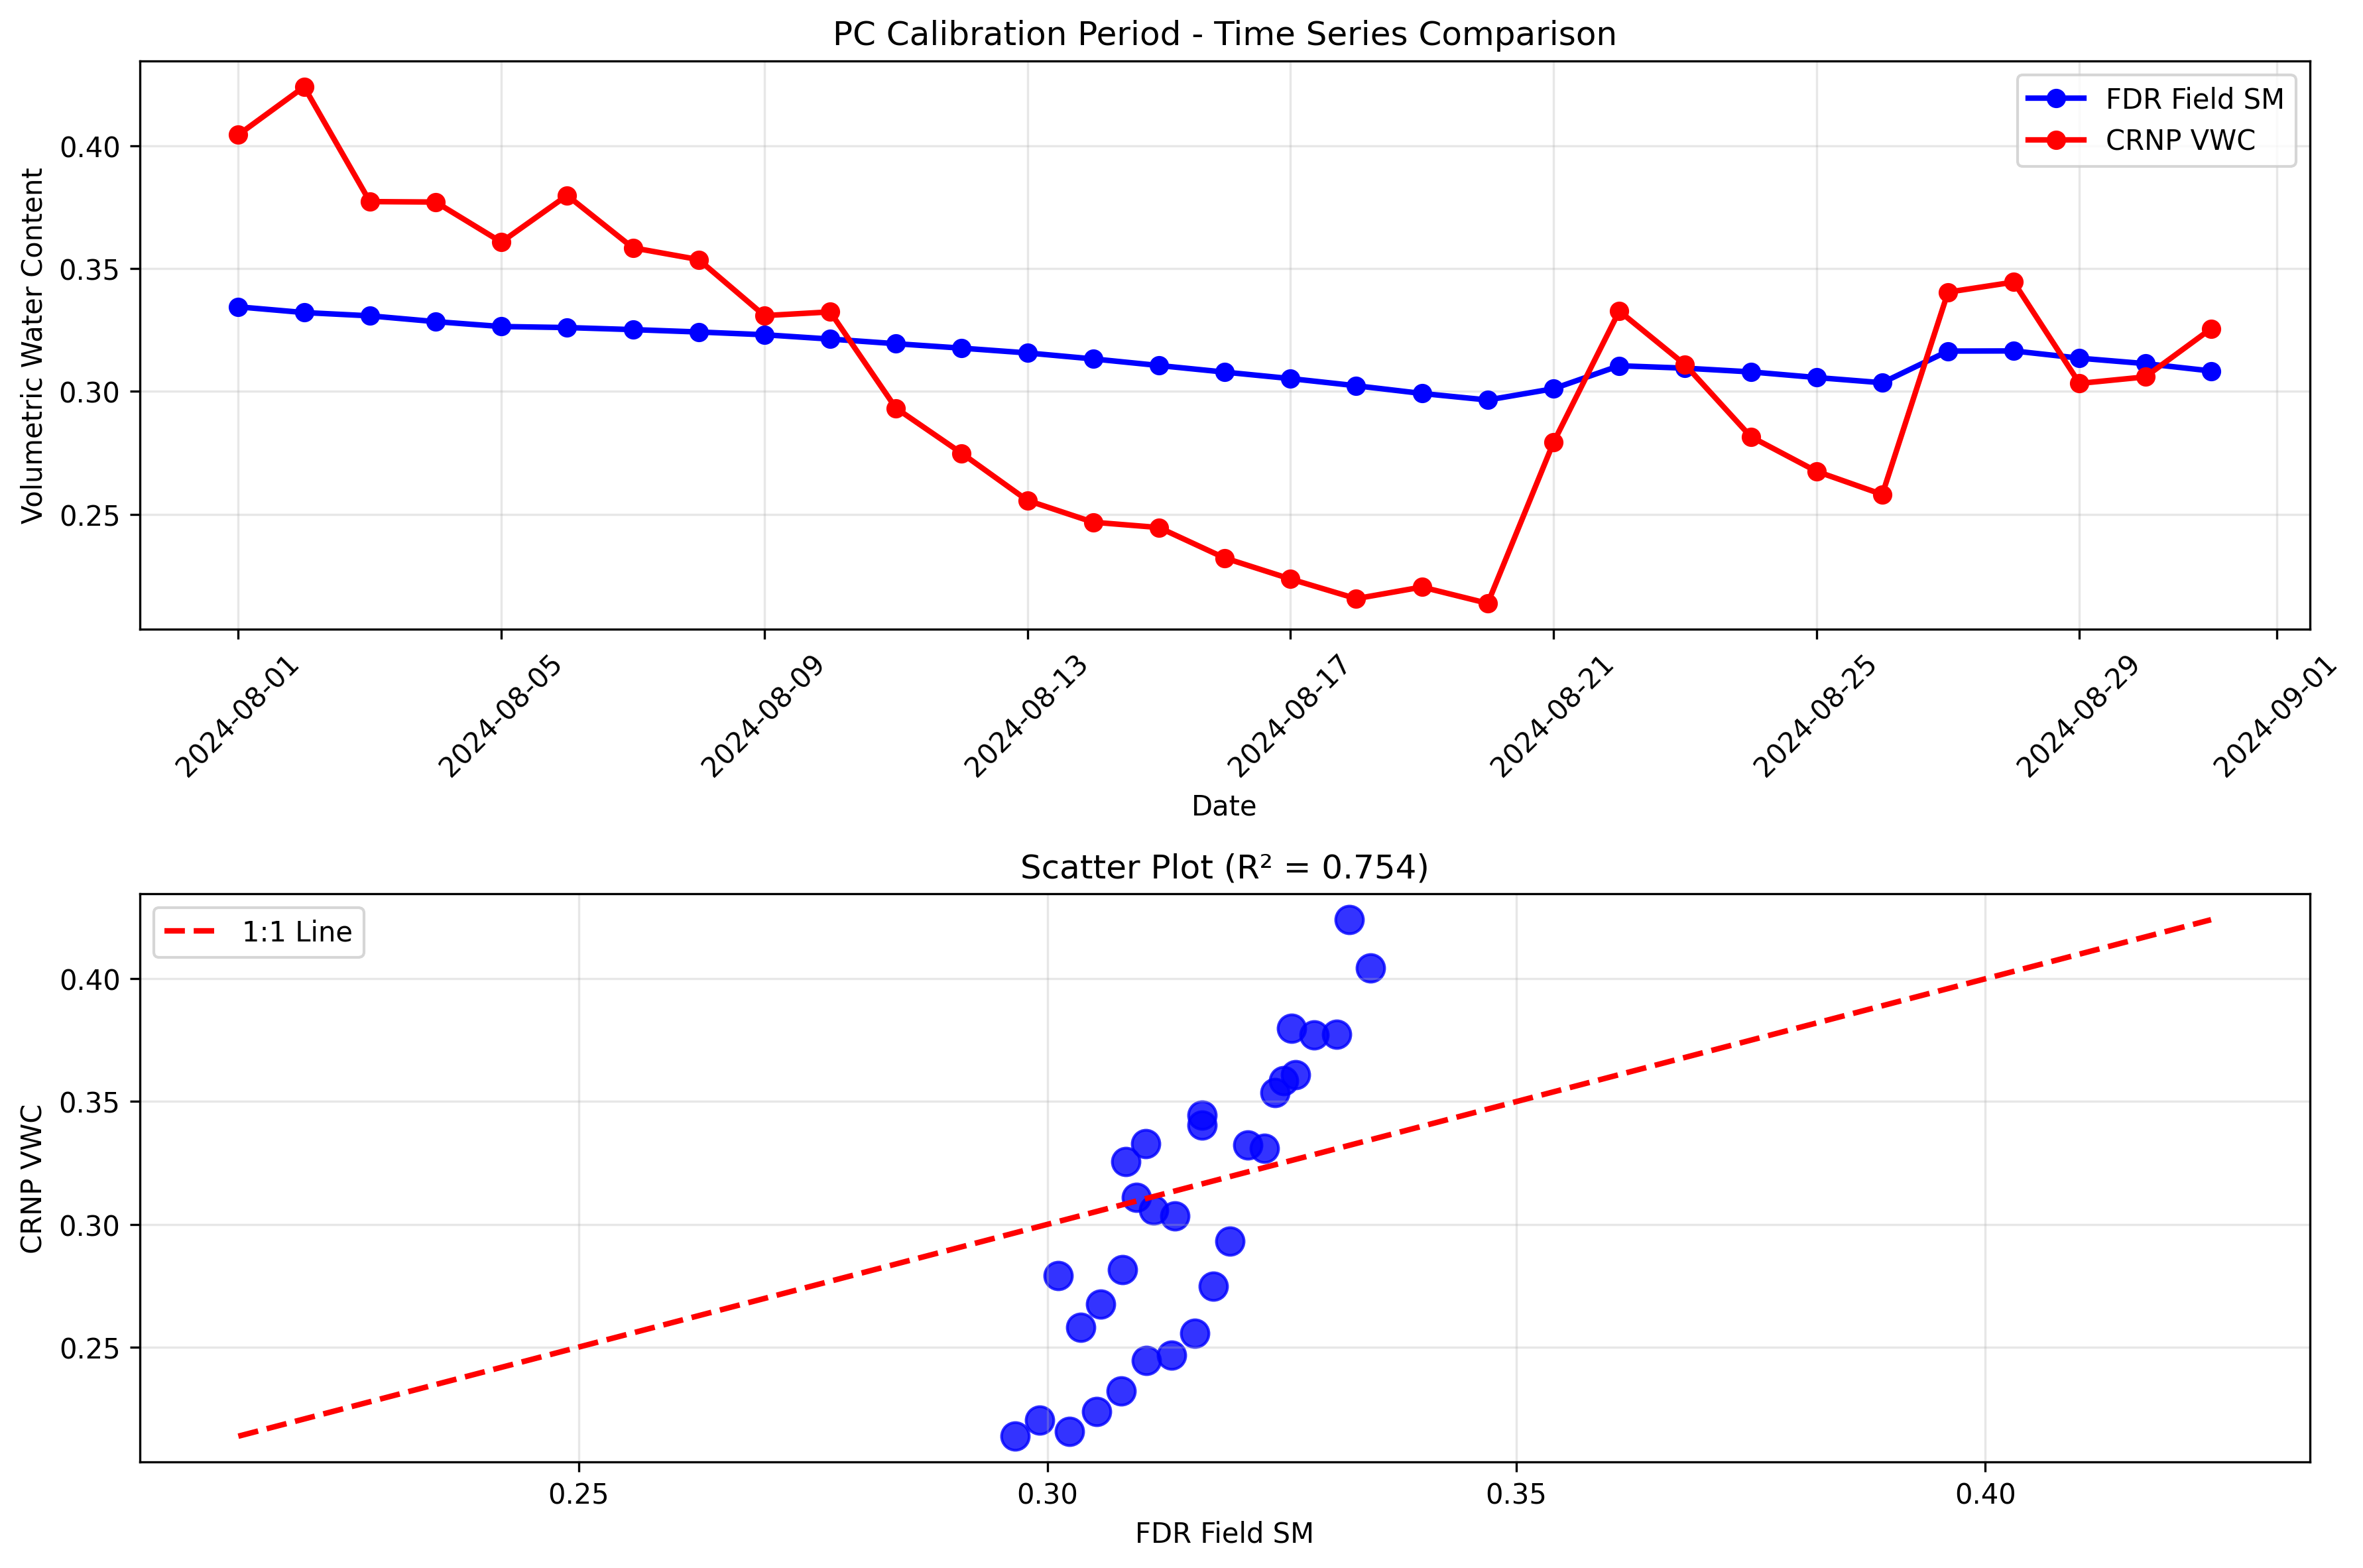 PC Calibration Period - Time Series Comparison
FDR Field SM
CRNP VWC
Volumetric Water Content
0.40
0.35
0.30
0.25
2024-08-01
2024-08-05
2024-08-09
2024-08-13
2024-08-17
2024-08-21
2024-08-25
2024-08-29
2024-09-01
Date
Scatter Plot (R² = 0.754)
1:1 Line
CRNP VWC
0.40
0.35
0.30
0.25
0.25
0.30
0.35
0.40
FDR Field SM